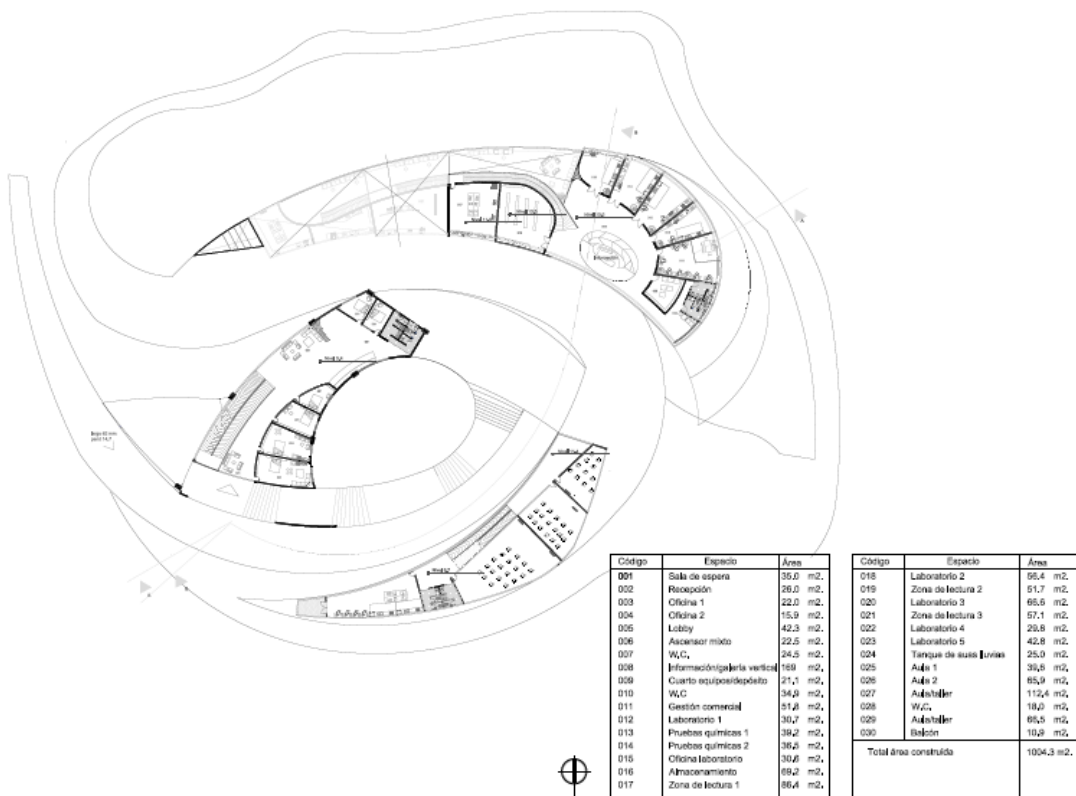 Información
Código Espacio Área
001 Sala de espera 35,0 m2.
002 Recepción 26,0 m2.
003 Oficina 1 22,0 m2.
004 Oficina 2 15,9 m2.
005 Lobby 42,3 m2.
006 Ascensor mixto 22,5 m2.
007 W.C. 24,5 m2.
008 Información/galería vertical 169 m2.
009 Cuarto equipos/depósito 21,1 m2.
010 W.C 34,9 m2.
011 Gestión comercial 51,8 m2.
012 Laboratorio 1 30,7 m2.
013 Pruebas químicas 1 39,2 m2.
014 Pruebas químicas 2 36,5 m2.
015 Oficina laboratorio 30,6 m2.
016 Almacenamiento 69,2 m2.
017 Zona de lectura 1 86,4 m2.
Código Espacio Área
018 Laboratorio 2 56,4 m2.
019 Zona de lectura 2 51,7 m2.
020 Laboratorio 3 66,6 m2.
021 Zona de lectura 3 57,1 m2.
022 Laboratorio 4 29,8 m2.
023 Laboratorio 5 42,8 m2.
024 Tanque de suas lluvias 25,0 m2.
025 Aula 1 39,6 m2.
026 Aula 2 65,9 m2.
027 Aula/taller 112,4 m2.
028 W.C. 18,0 m2.
029 Aula/taller 66,5 m2.
030 Balcón 10,9 m2.
Total área construida 1094.3 m2.